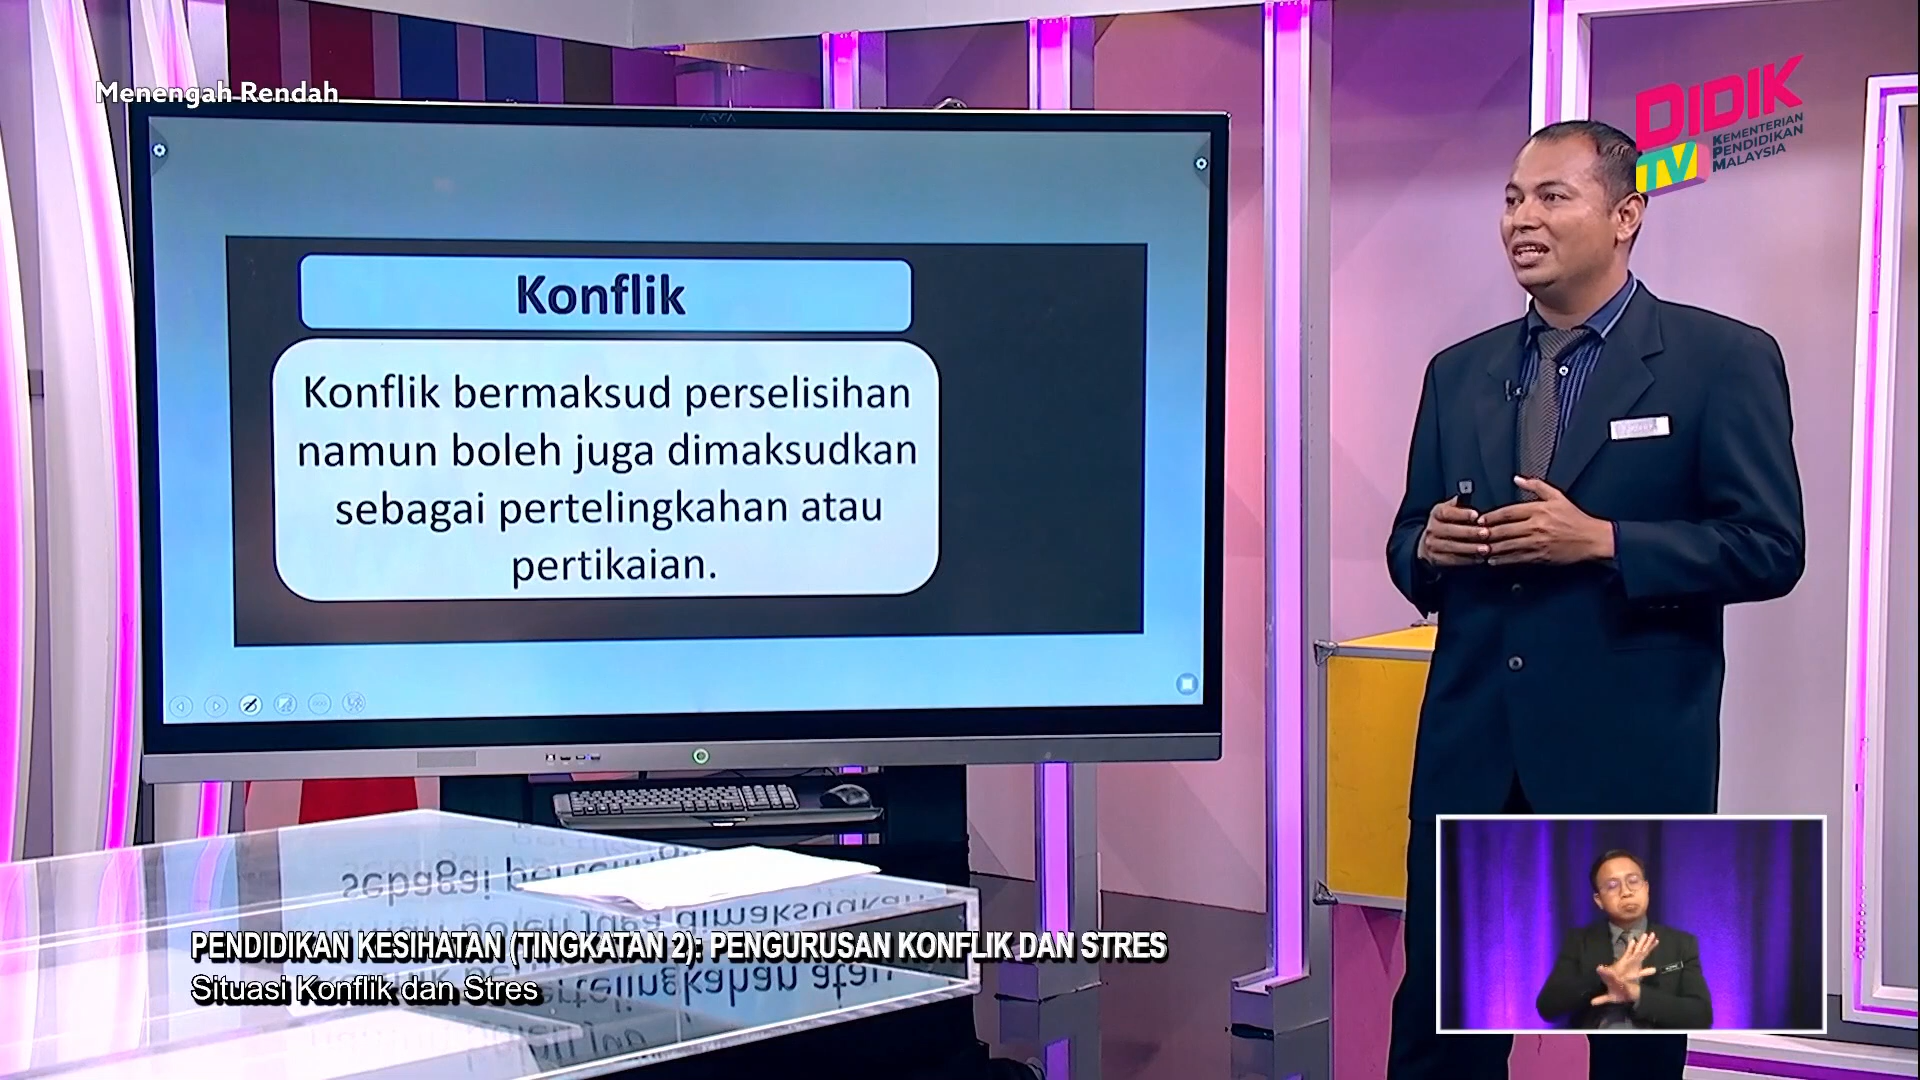 Menengah Rendah
DIDIK
TV
KEMENTERIAN
PENDIDIKAN
MALAYSIA
Konflik
Konflik bermaksud perselisihan
namun boleh juga dimaksudkan
sebagai pertelingkahan atau
pertikaian.
PENDIDIKAN KESIHATAN (TINGKATAN 2): PENGURUSAN KONFLIK DAN STRES
Situasi Konflik dan Stres